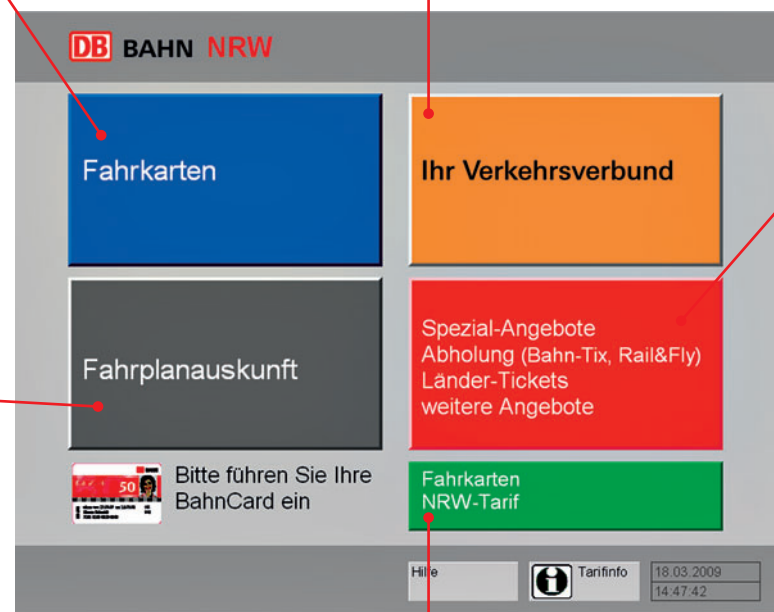 DB BAHN NRW
Fahrkarten
Ihr Verkehrsverbund
Fahrplanauskunft
Spezial-Angebote
Abholung (Bahn-Tix, Rail&Fly)
Länder-Tickets
weitere Angebote
50
Bitte führen Sie Ihre
BahnCard ein
Fahrkarten
NRW-Tarif
Hilfe
Tarifinfo
18.03.2009
14:47:42